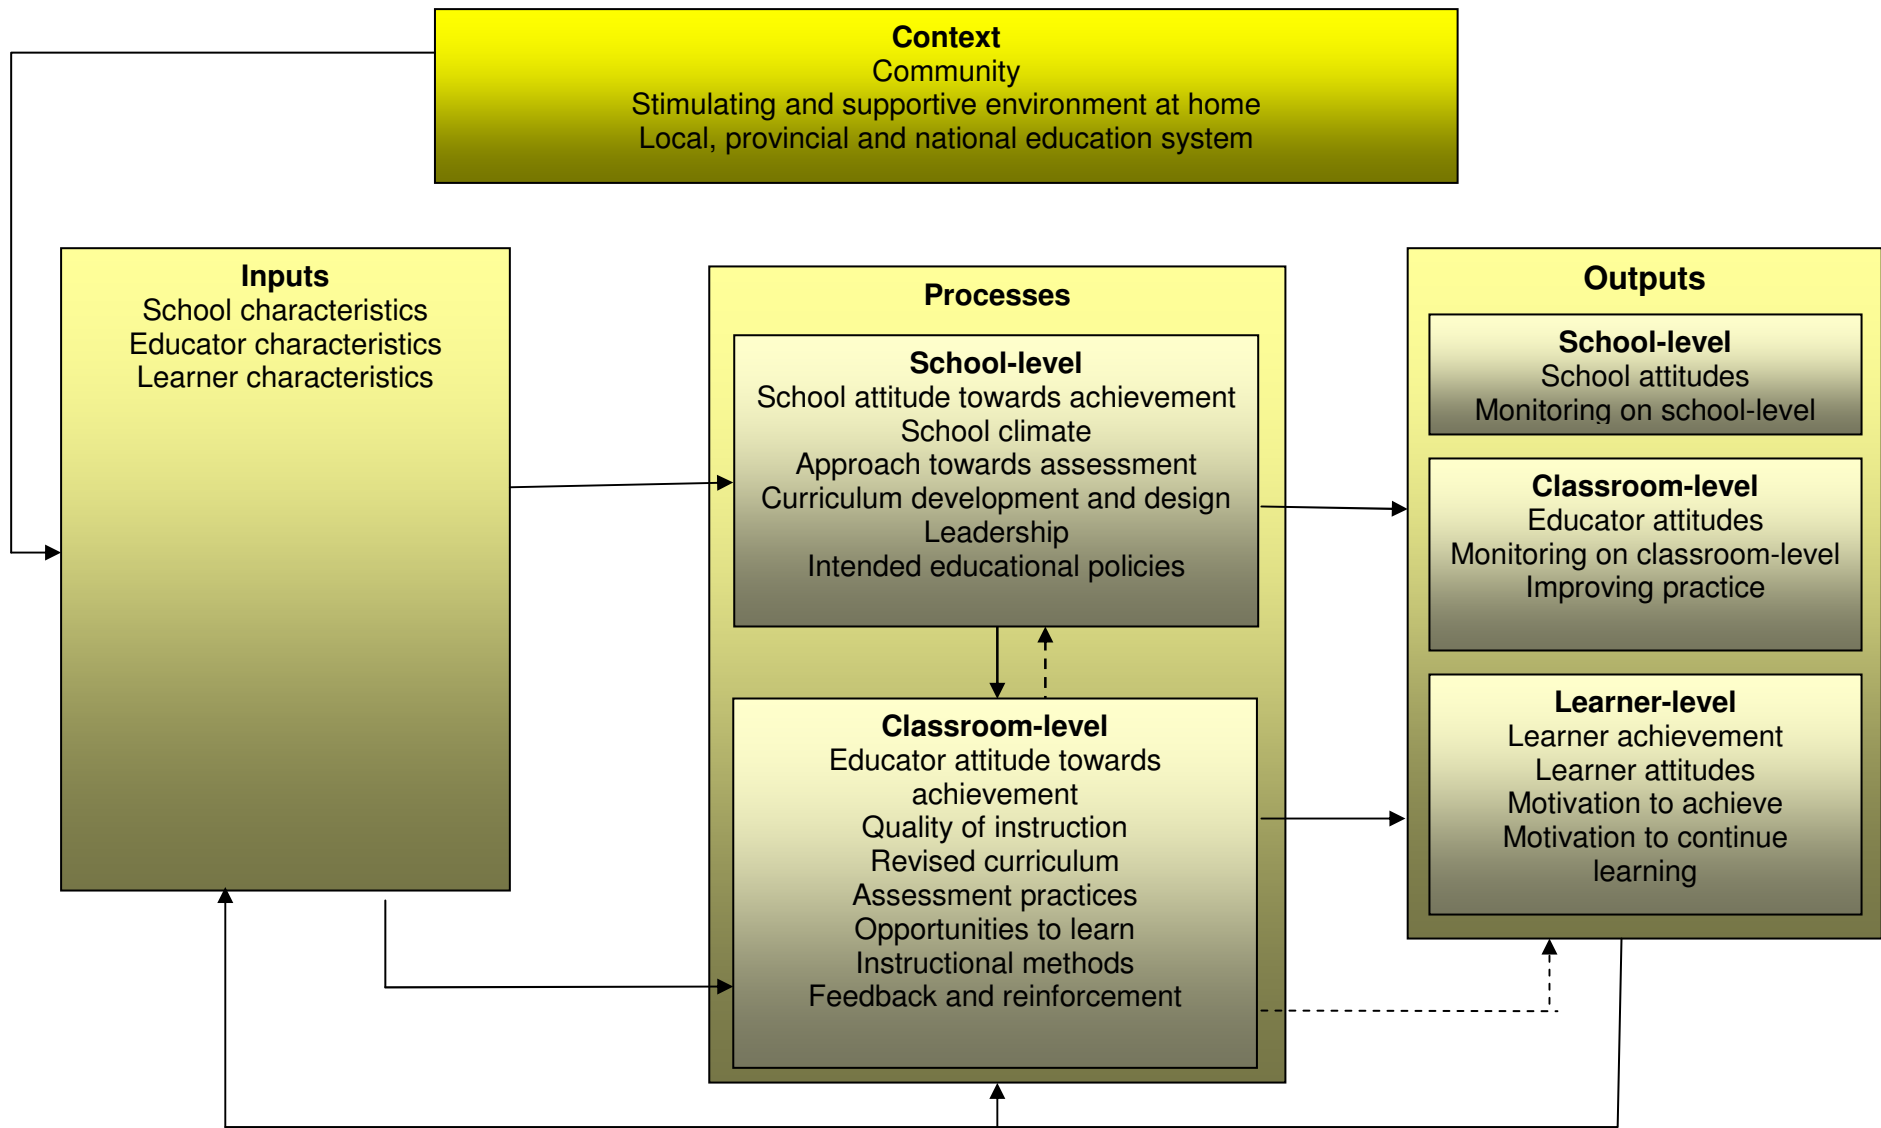 Context
Community
Stimulating and supportive environment at home
Local, provincial and national education system
Inputs
School characteristics
Educator characteristics
Learner characteristics
Processes
School-level
School attitude towards achievement
School climate
Approach towards assessment
Curriculum development and design
Leadership
Intended educational policies
Classroom-level
Educator attitude towards
achievement
Quality of instruction
Revised curriculum
Assessment practices
Opportunities to learn
Instructional methods
Feedback and reinforcement
Outputs
School-level
School attitudes
Monitoring on school-level
Classroom-level
Educator attitudes
Monitoring on classroom-level
Improving practice
Learner-level
Learner achievement
Learner attitudes
Motivation to achieve
Motivation to continue
learning